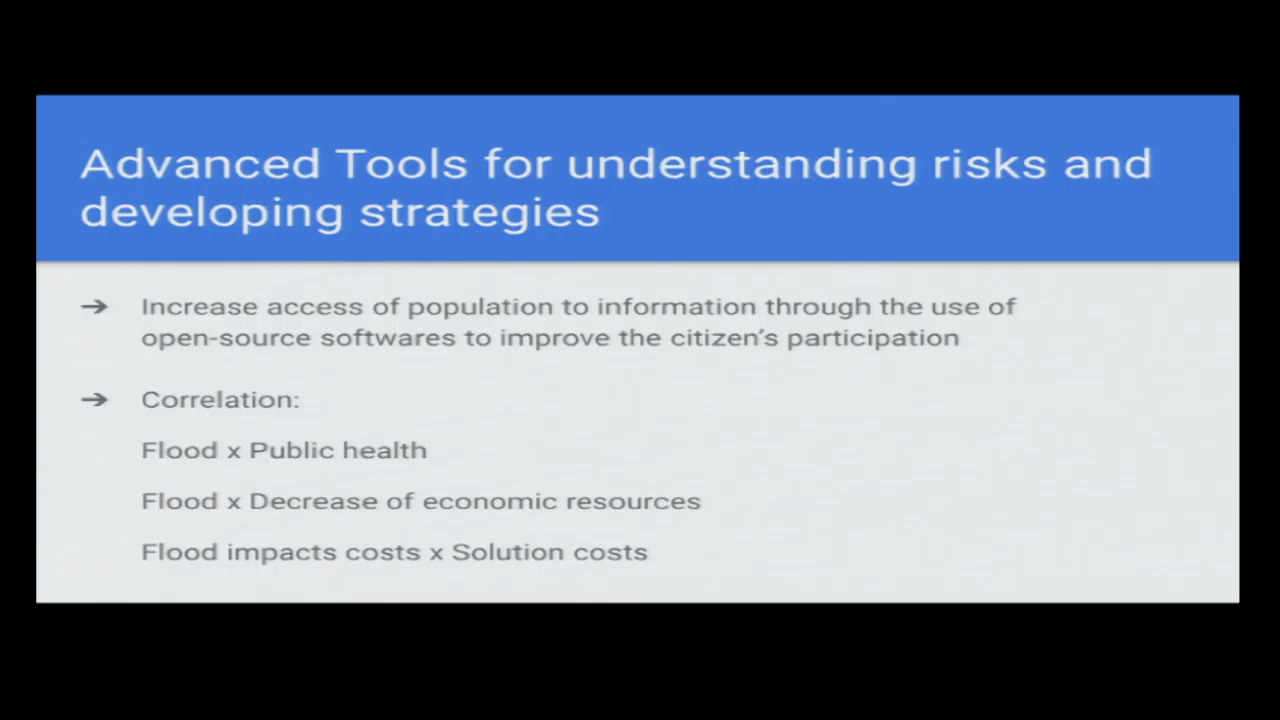 Advanced Tools for understanding risks and
developing strategies
➔ Increase access of population to information through the use of
open-source softwares to improve the citizen's participation
➔ Correlation:
Flood x Public health
Flood x Decrease of economic resources
Flood impacts costs x Solution costs